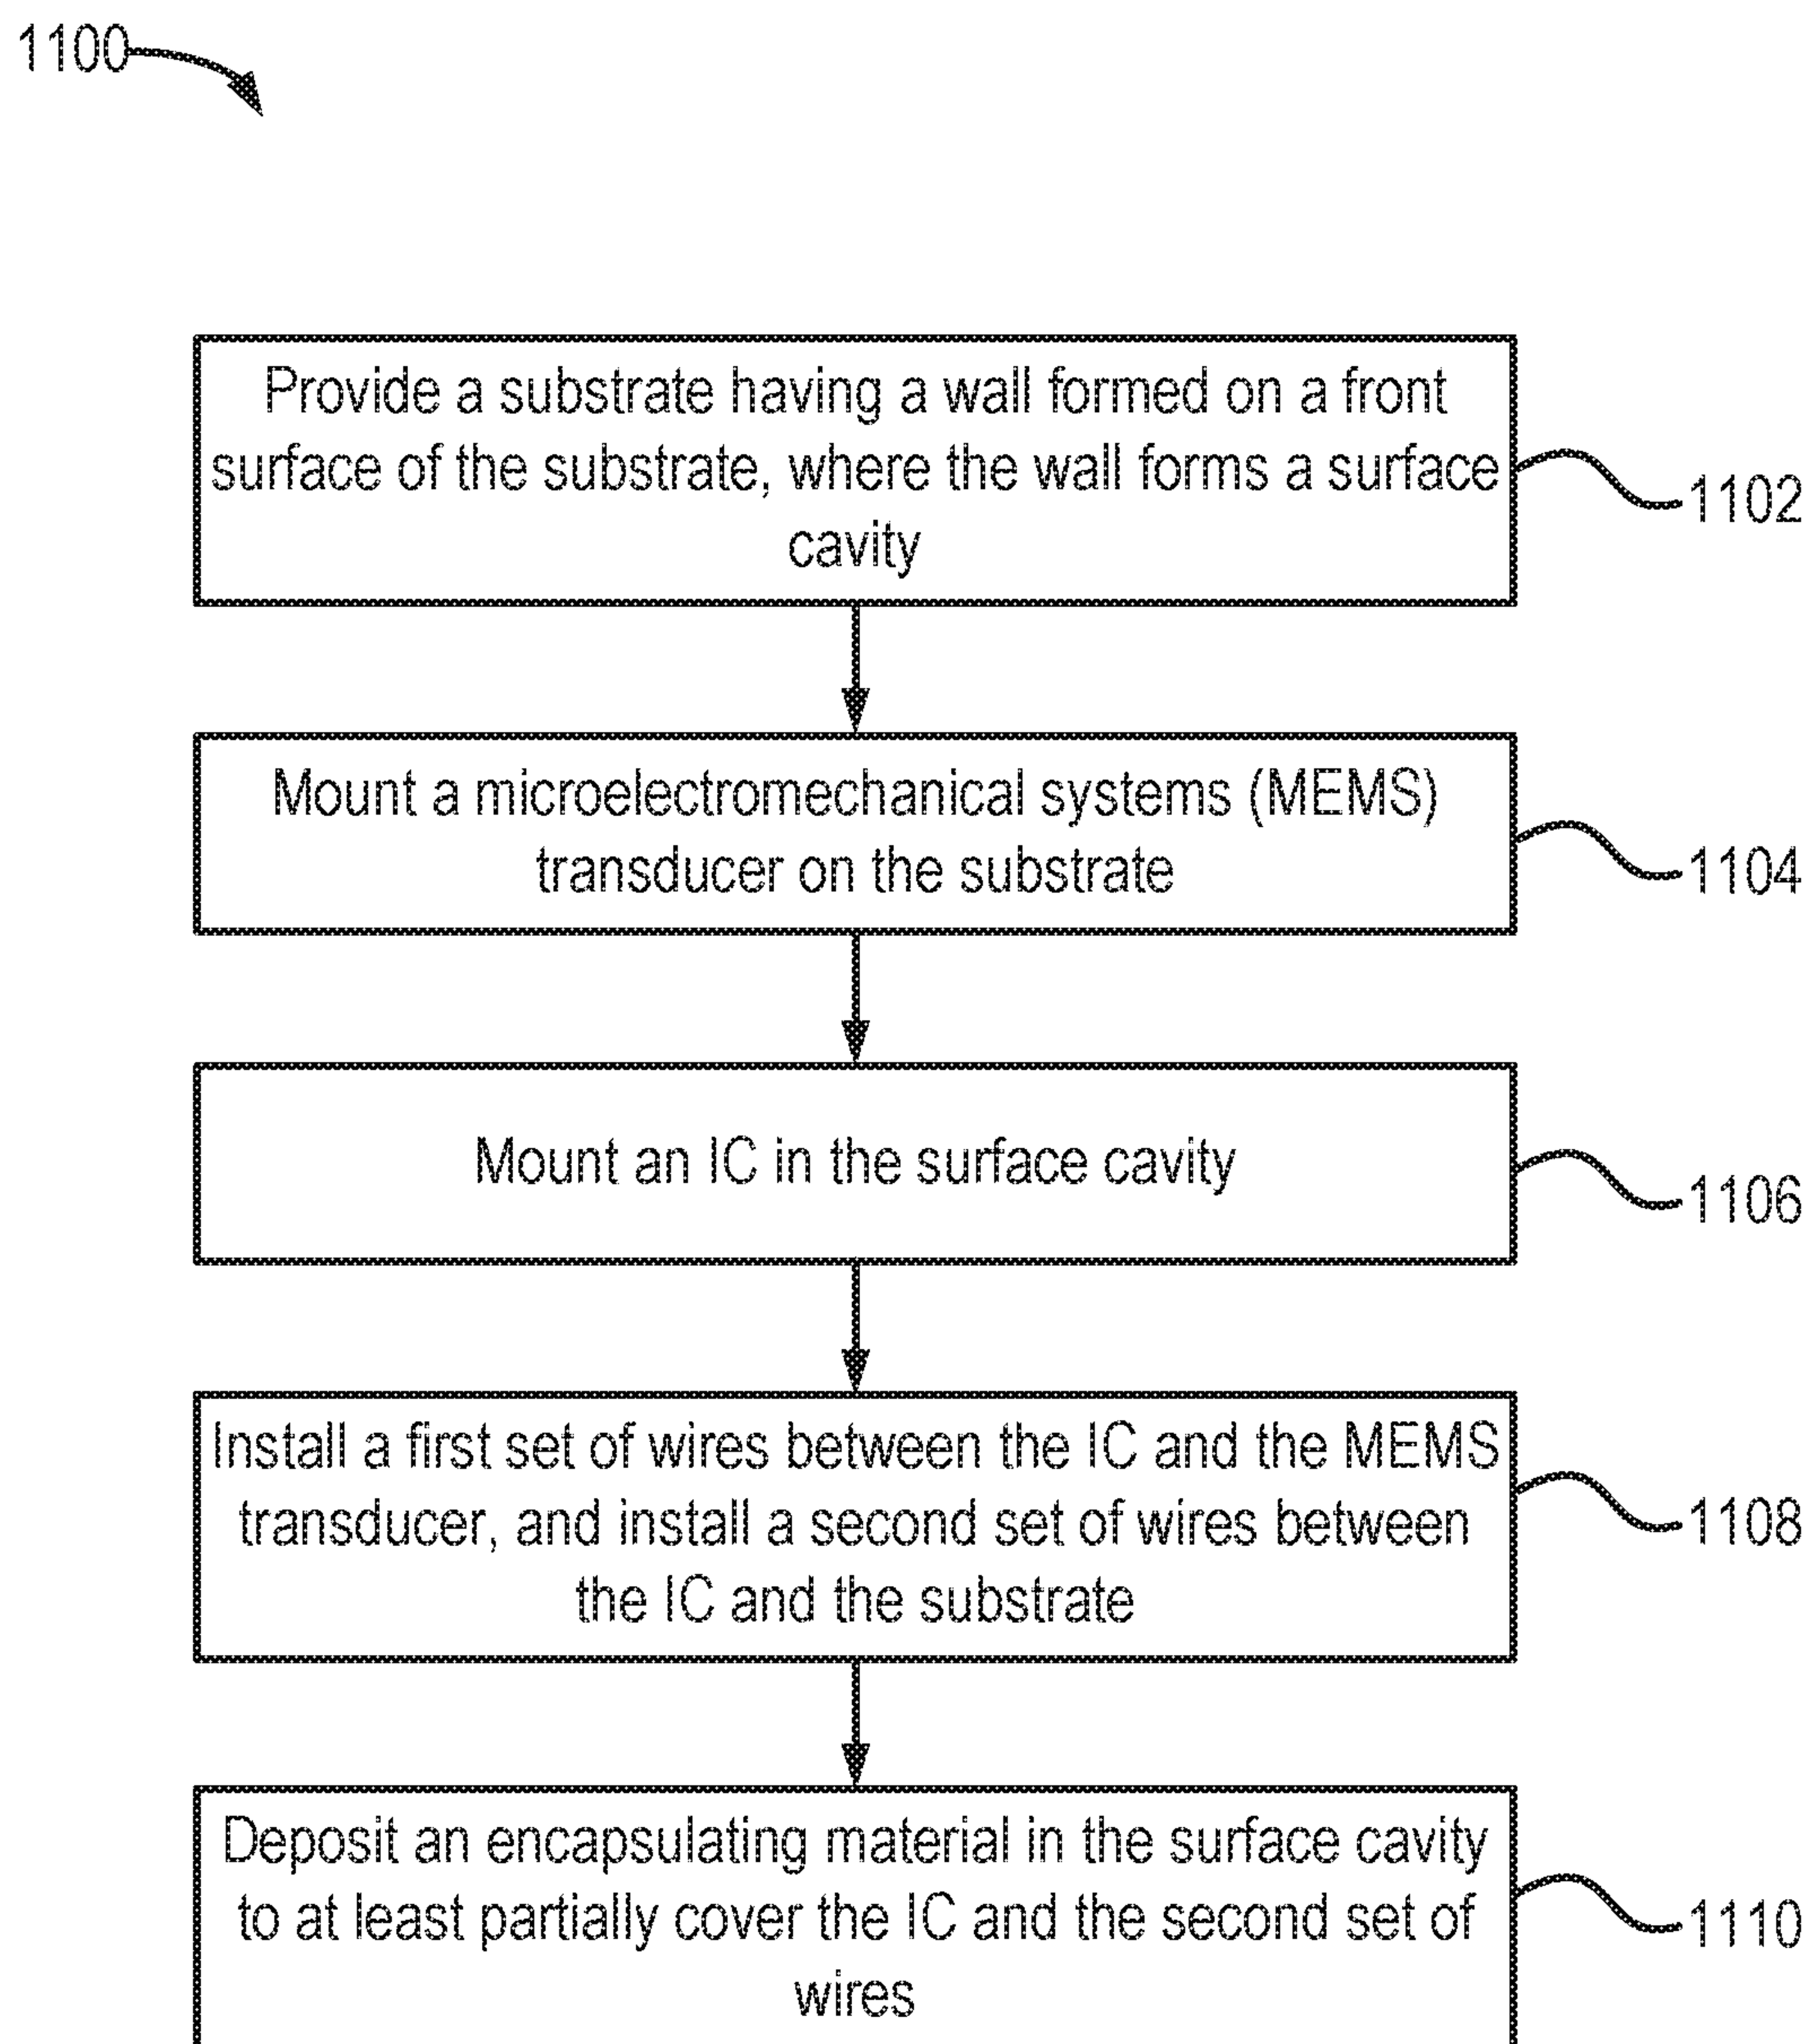 1100
Provide a substrate having a wall formed on a front
surface of the substrate, where the wall forms a surface
cavity
1102
Mount a microelectromechanical systems (MEMS)
transducer on the substrate
1104
Mount an IC in the surface cavity
1106
Install a first set of wires between the IC and the MEMS
transducer, and install a second set of wires between
the IC and the substrate
1108
Deposit an encapsulating material in the surface cavity
to at least partially cover the IC and the second set of
wires
1110